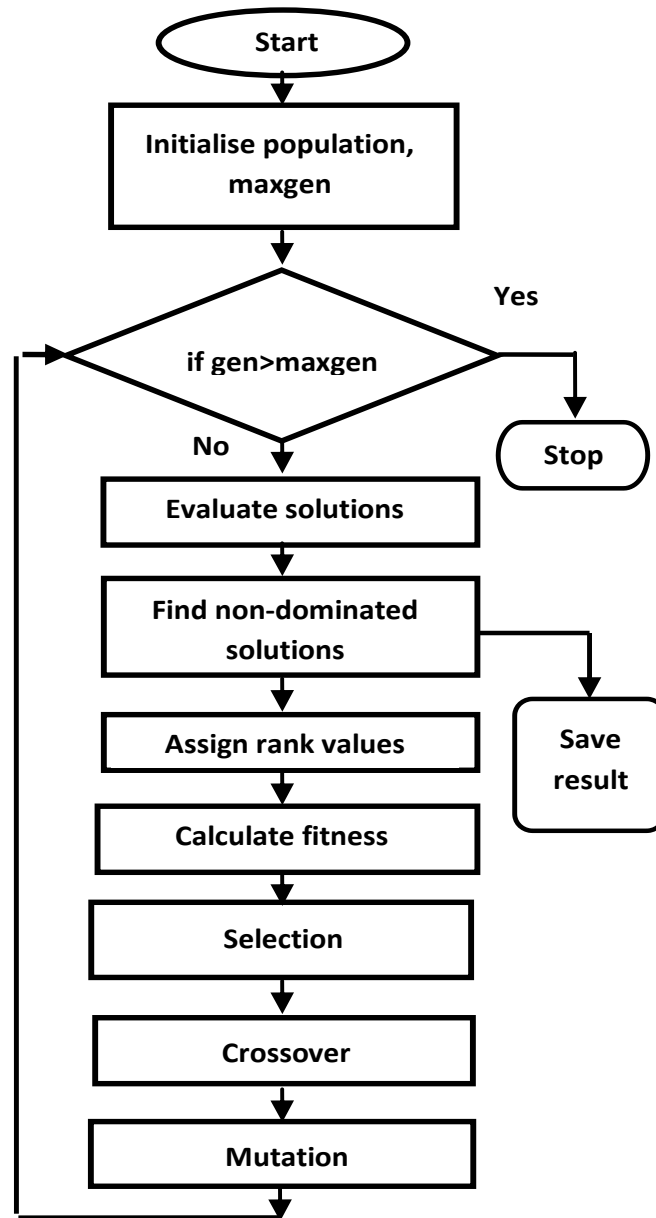 Start
Initialise population,
maxgen
Yes
if gen>maxgen
No
Stop
Evaluate solutions
Find non-dominated
solutions
Save
result
Assign rank values
Calculate fitness
Selection
Crossover
Mutation